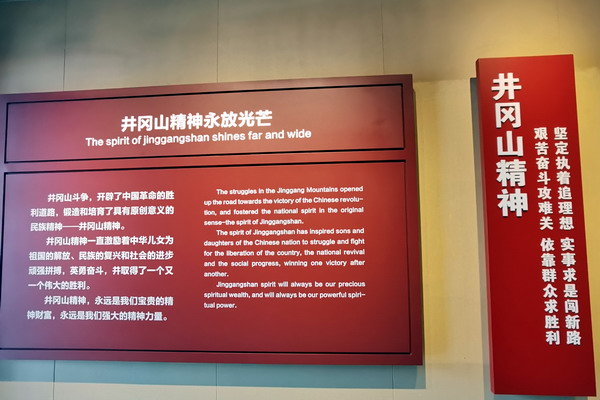 井冈山精神永放光芒
The spirit of jinggangshan shines far and wide
井冈山斗争，开辟了中国革命的胜
利道路，锻造和培育了具有原创意义的
民族精神——井冈山精神。
井冈山精神一直激励着中华儿女为
祖国的解放、民族的复兴和社会的进步
顽强拼搏，英勇奋斗，并取得了一个又
一个伟大的胜利。
井冈山精神，永远是我们宝贵的精
神财富，永远是我们强大的精神力量。
The struggles in the Jinggang Mountains opened
up the road towards the victory of the Chinese revolu-
tion, and fostered the national spirit in the original
sense-the spirit of Jinggangshan.
The spirit of Jinggangshan has inspired sons and
daughters of the Chinese nation to struggle and fight
for the liberation of the country, the national revival
and the social progress, winning one victory after
another.
Jinggangshan spirit will always be our precious
spiritual wealth, and will always be our powerful spiri-
tual power.
井冈山精神
坚定执着追理想 实事求是闯新路
艰苦奋斗攻难关 依靠群众求胜利